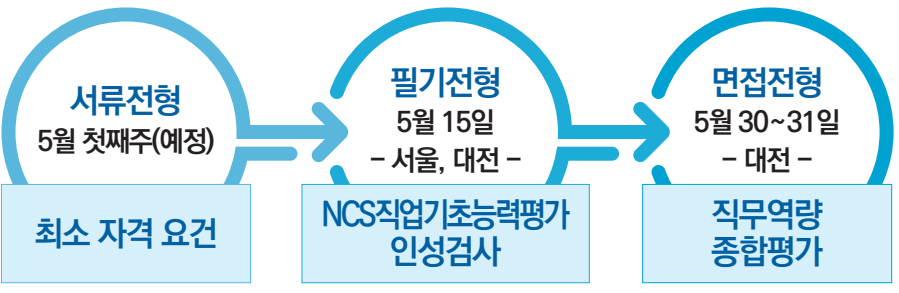 서류전형
5월 첫째주(예정)
최소 자격 요건
필기전형
5월 15일
- 서울, 대전 -
NCS직업기초능력평가
인성검사
면접전형
5월 30~31일
- 대전 -
직무역량
종합평가